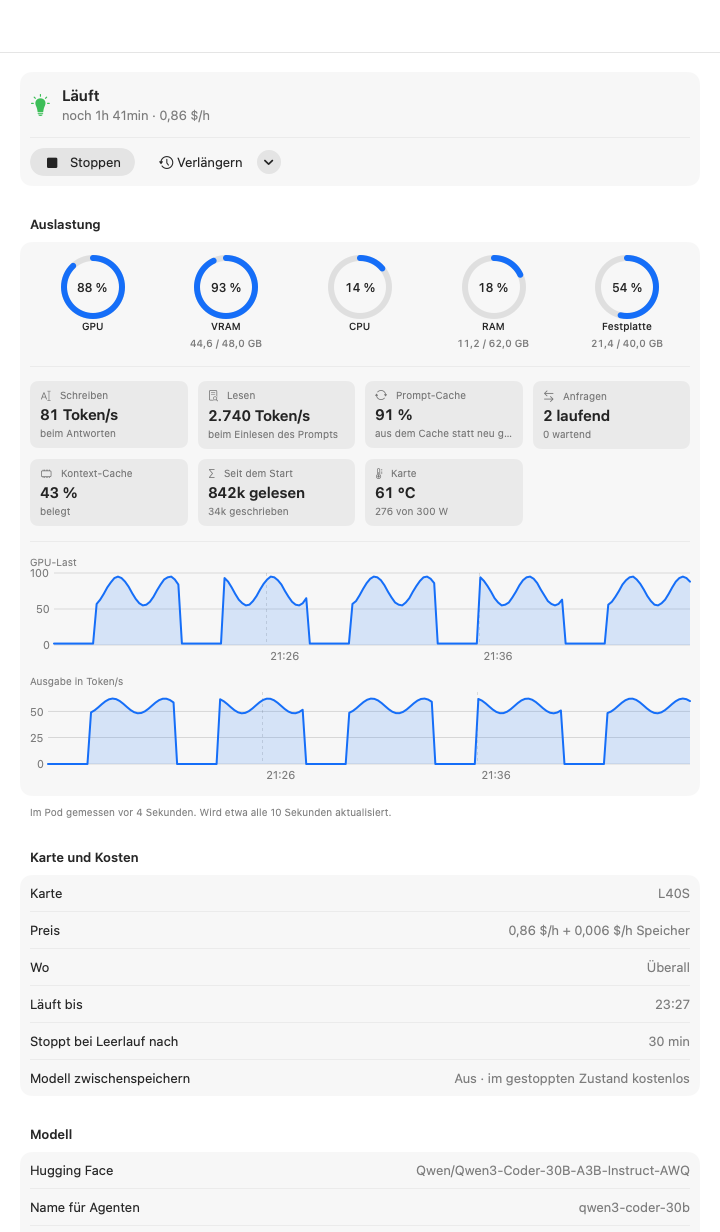 Läuft
noch 1h 41min · 0,86 $/h
Stoppen
Verlängern
Auslastung
88 %
93 %
14 %
18 %
54 %
GPU
VRAM
CPU
RAM
Festplatte
44,6 / 48,0 GB
11,2 / 62,0 GB
21,4 / 40,0 GB
Schreiben
81 Token/s
beim Antworten
Lesen
2.740 Token/s
beim Einlesen des Prompts
Prompt-Cache
91 %
aus dem Cache statt neu g…
Anfragen
2 laufend
0 wartend
Kontext-Cache
43 %
belegt
Seit dem Start
842k gelesen
34k geschrieben
Karte
61 °C
276 von 300 W
GPU-Last
100
50
0
21:26
21:36
Ausgabe in Token/s
50
25
0
21:26
21:36
Im Pod gemessen vor 4 Sekunden. Wird etwa alle 10 Sekunden aktualisiert.
Karte und Kosten
Karte
L40S
Preis
0,86 $/h + 0,006 $/h Speicher
Wo
Überall
Läuft bis
23:27
Stoppt bei Leerlauf nach
30 min
Modell zwischenspeichern
Aus · im gestoppten Zustand kostenlos
Modell
Hugging Face
Qwen/Qwen3-Coder-30B-A3B-Instruct-AWQ
Name für Agenten
qwen3-coder-30b